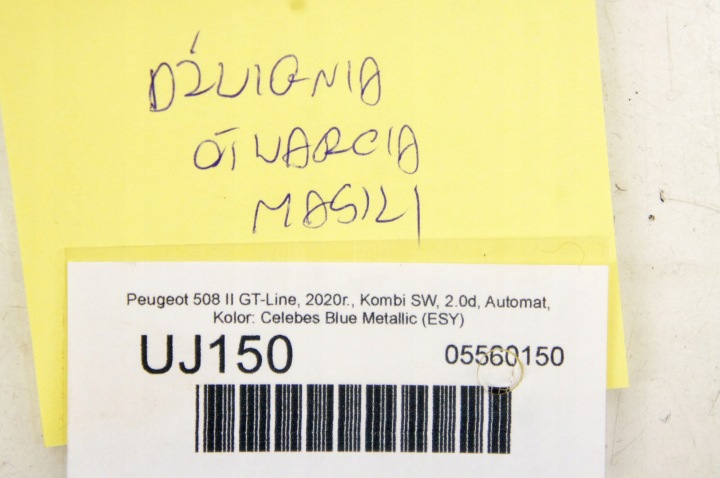 DŹWIGNIA
OTWARCIA
MASKI
Peugeot 508 II GT-Line, 2020r., Kombi SW, 2.0d, Automat,
Kolor: Celebes Blue Metallic (ESY)
UJ150 05560150